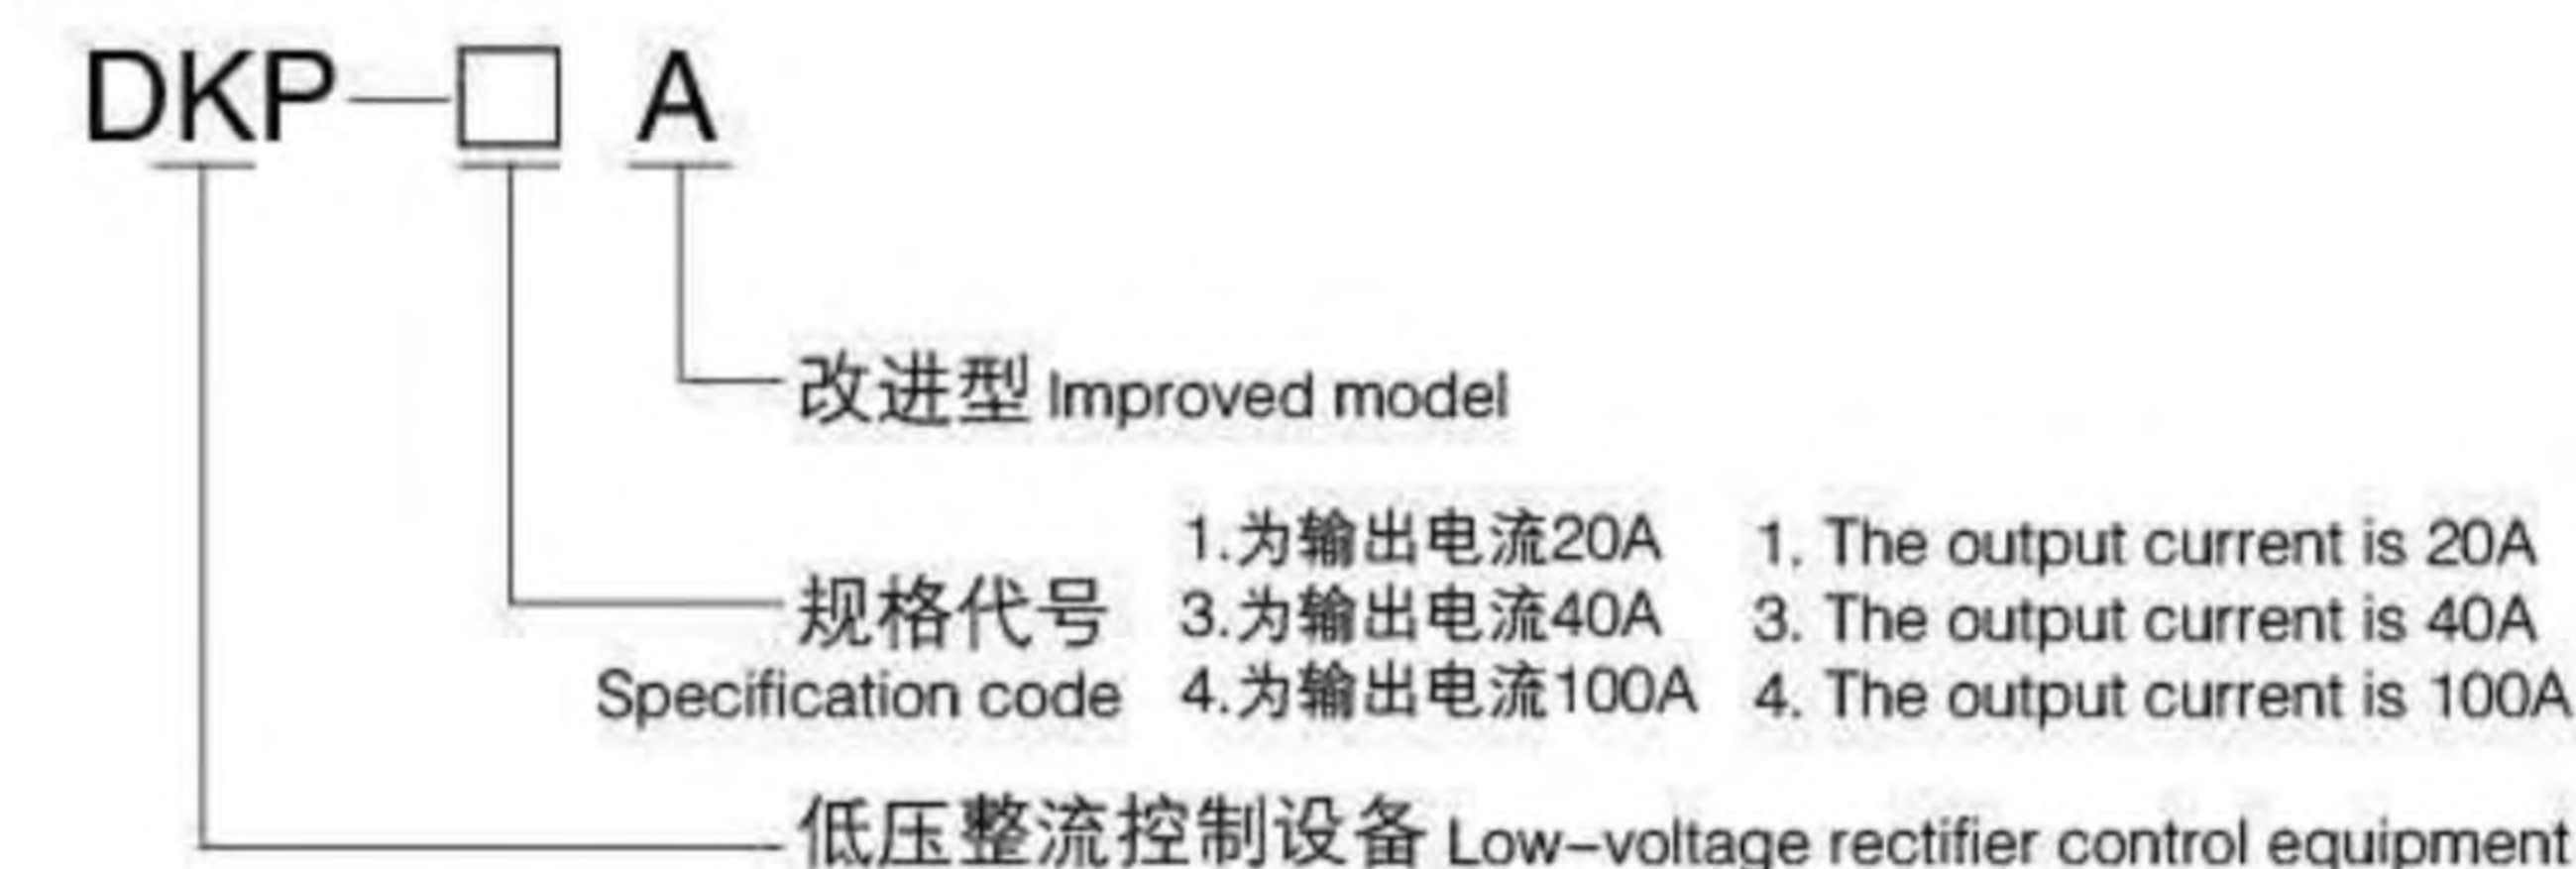 DKP—□ A
改进型 Improved model
1.为输出电流20A 1. The output current is 20A
规格代号 3.为输出电流40A 3. The output current is 40A
Specification code 4.为输出电流100A 4. The output current is 100A
低压整流控制设备 Low-voltage rectifier control equipment